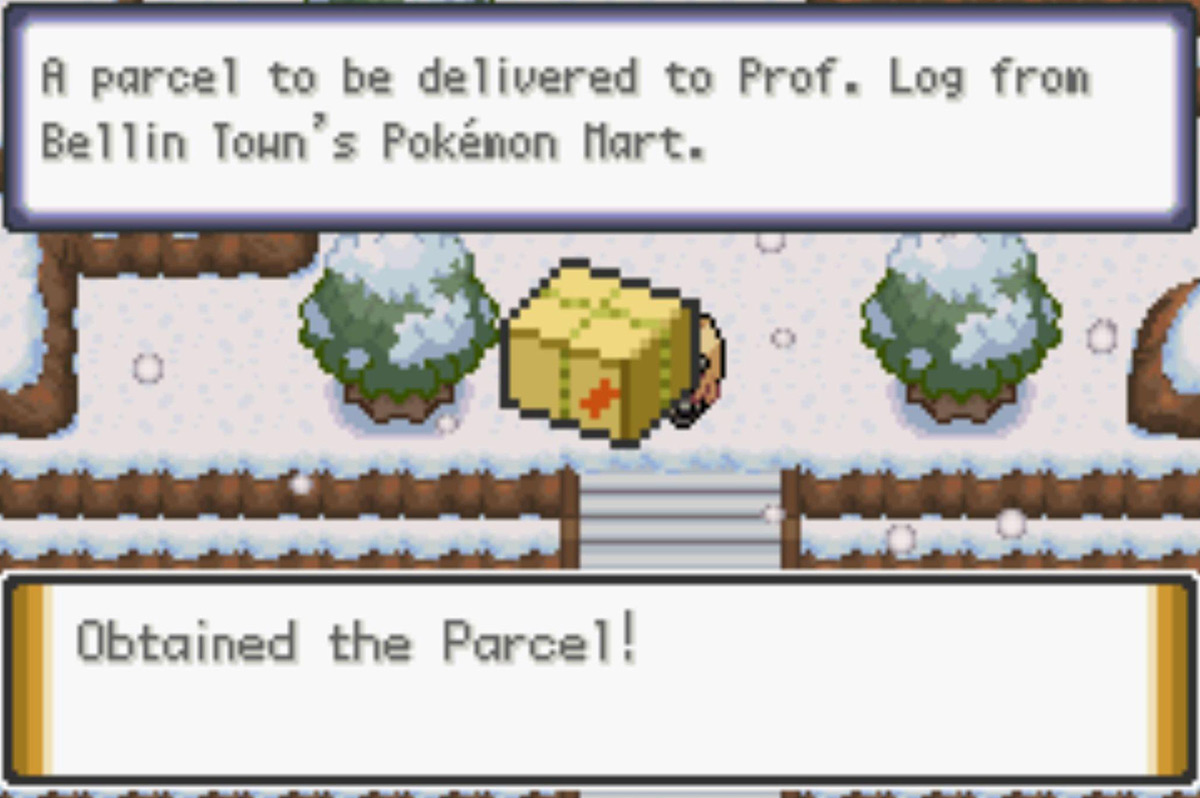 A parcel to be delivered to Prof. Log from
Bellin Town's Pokémon Mart.
Obtained the Parcel!